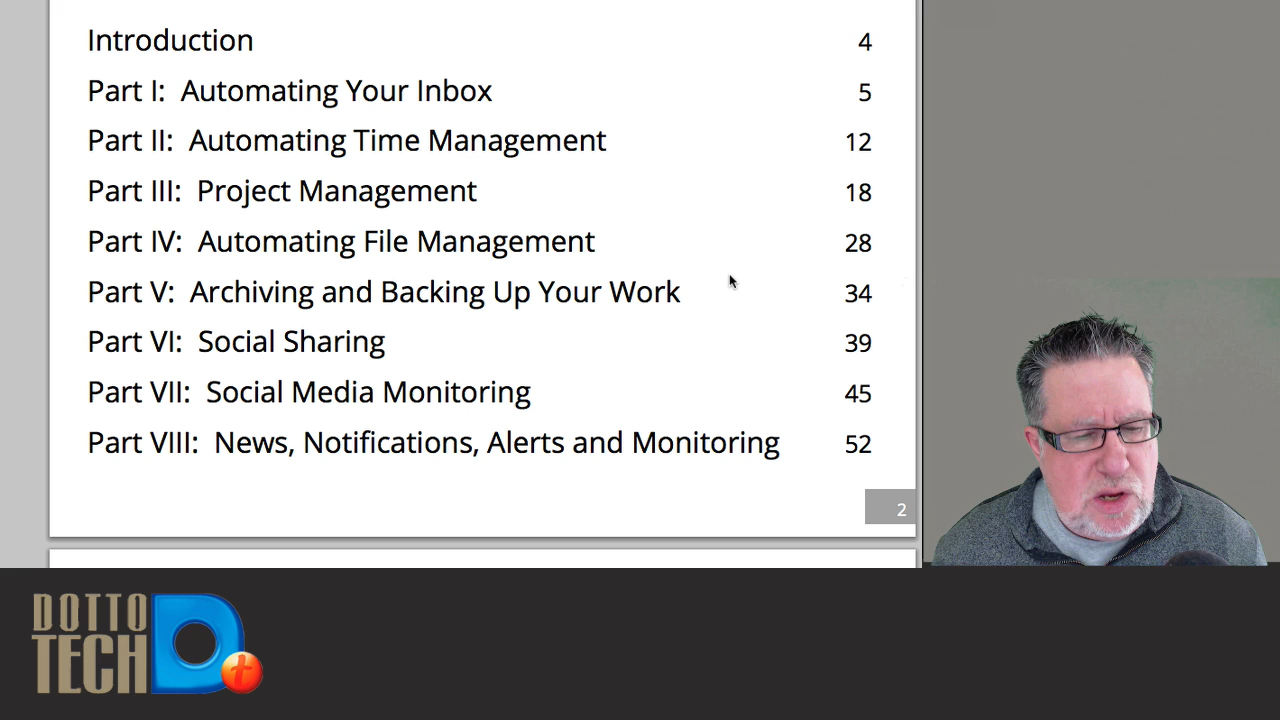 Introduction 4
Part I: Automating Your Inbox 5
Part II: Automating Time Management 12
Part III: Project Management 18
Part IV: Automating File Management 28
Part V: Archiving and Backing Up Your Work 34
Part VI: Social Sharing 39
Part VII: Social Media Monitoring 45
Part VIII: News, Notifications, Alerts and Monitoring 52
2
DOTTO
TECH
D
t